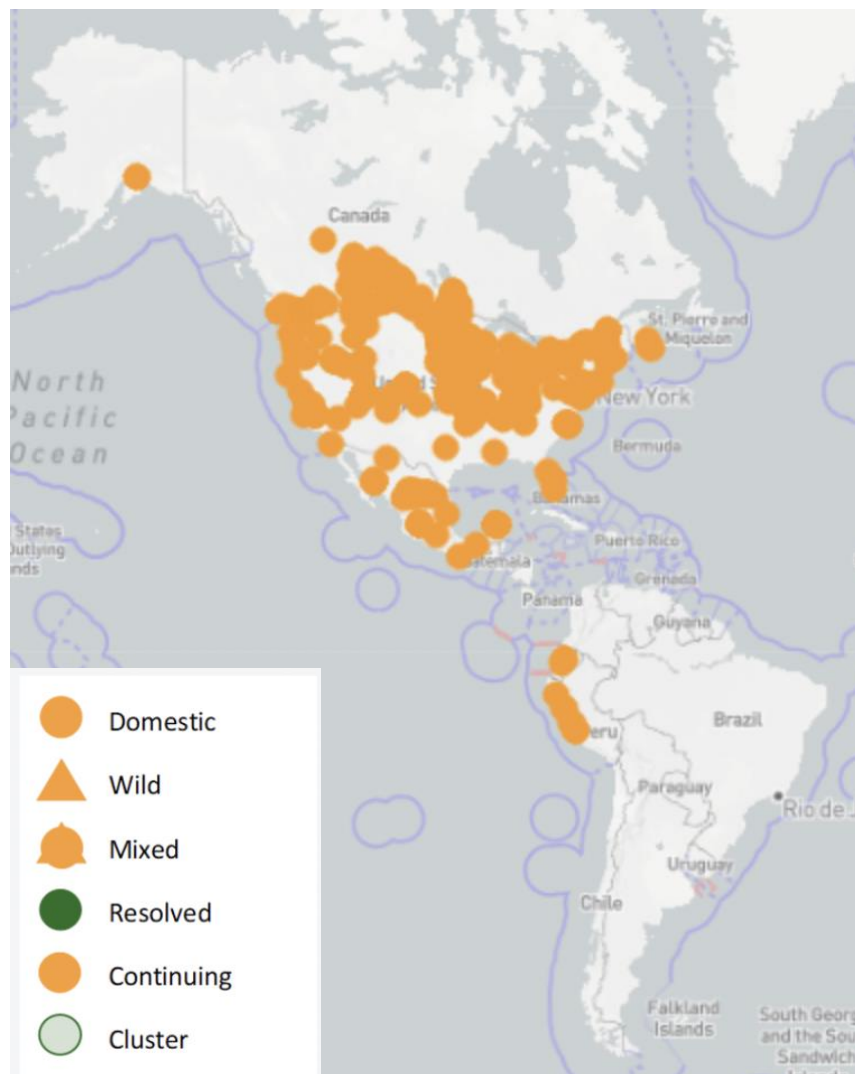 Canada
St. Pierre and
Miquelon
North
Pacific
Ocean
New York
Bermuda
Bahamas
States
Outlying
nds
Puerto Rico
Guatemala
Grenada
Panama
Guyana
Peru
Brazil
Paraguay
Rio de
Uruguay
Chile
Falkland
Islands
South Georg
and the Sou
Sandwich
Domestic
Wild
Mixed
Resolved
Continuing
Cluster